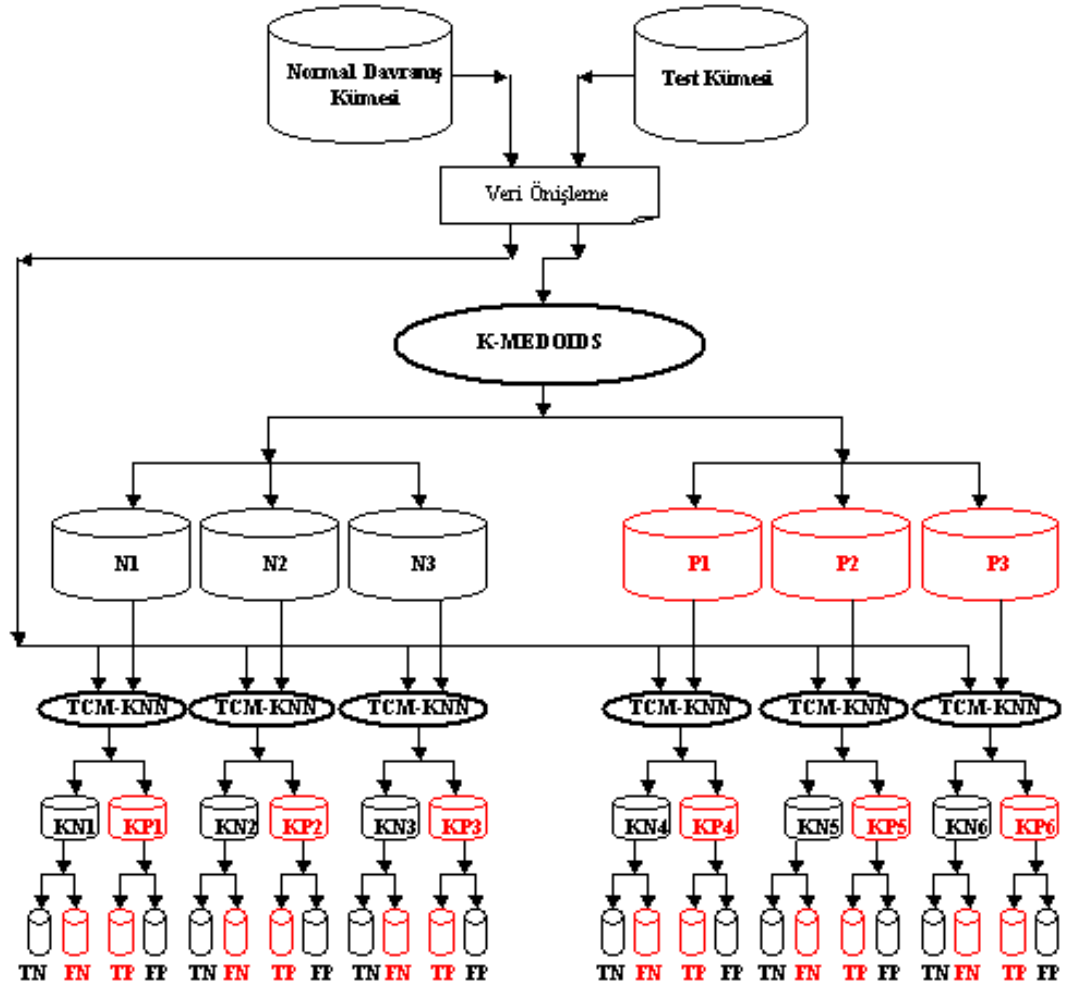 Normal Davranış
Kümesi
Test Kümesi
Veri Önişleme
K-MEDOIDS
N1 N2 N3 P1 P2 P3
TCM-KNN TCM-KNN TCM-KNN TCM-KNN TCM-KNN TCM-KNN
KN1 KP1 KN2 KP2 KN3 KP3 KN4 KP4 KN5 KP5 KN6 KP6
TN FN TP FP TN FN TP FP TN FN TP FP TN FN TP FP TN FN TP FP TN FN TP FP